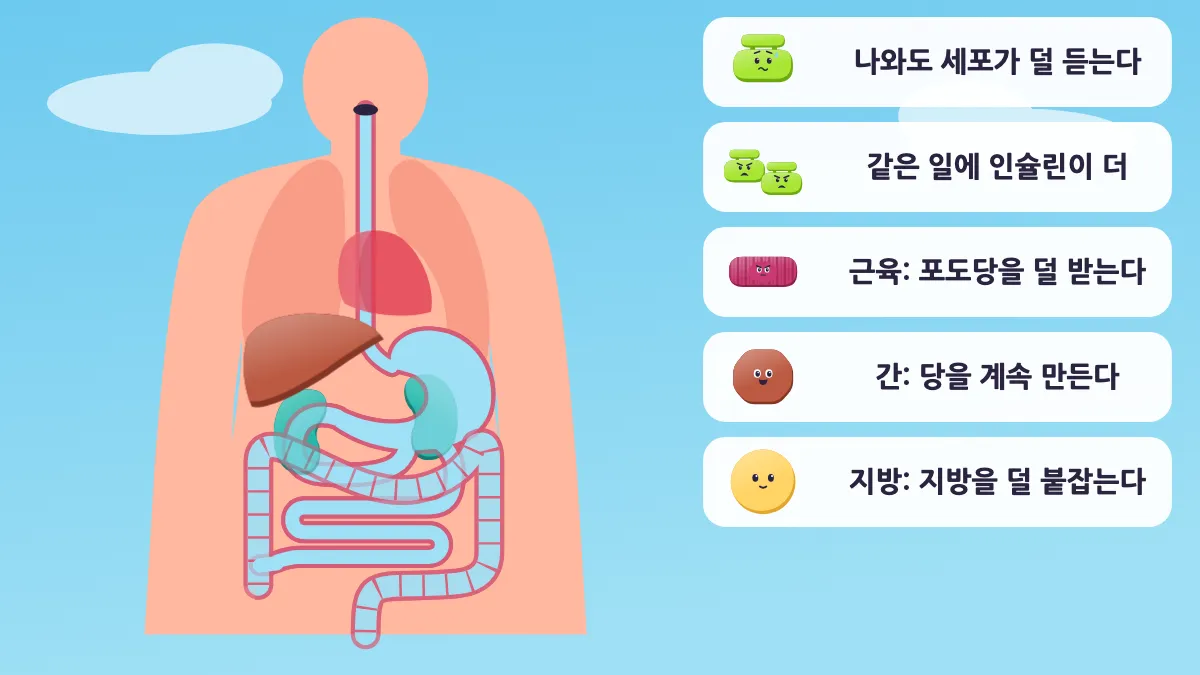 나와도 세포가 덜 듣는다
같은 일에 인슐린이 더
근육: 포도당을 덜 받는다
간: 당을 계속 만든다
지방: 지방을 덜 붙잡는다